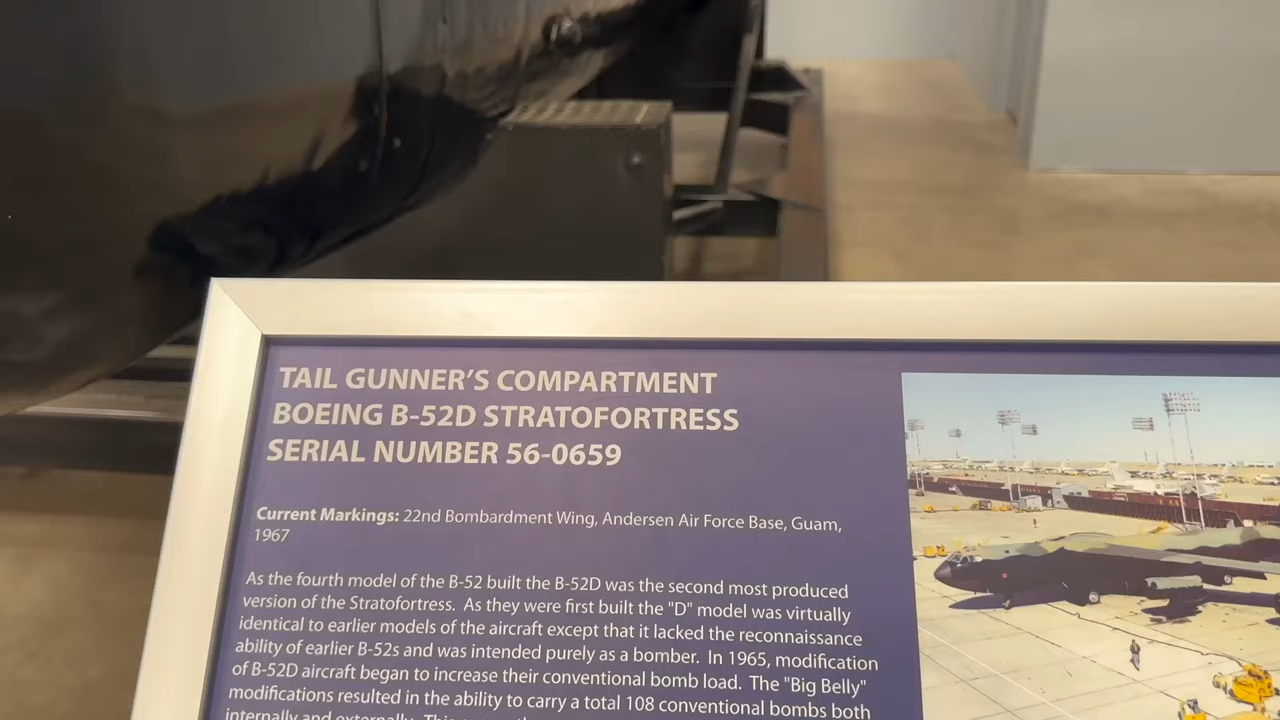 TAIL GUNNER'S COMPARTMENT
BOEING B-52D STRATOFORTRESS
SERIAL NUMBER 56-0659
Current Markings: 22nd Bombardment Wing, Andersen Air Force Base, Guam,
1967
As the fourth model of the B-52 built the B-52D was the second most produced
version of the Stratofortress. As they were first built the "D" model was virtually
identical to earlier models of the aircraft except that it lacked the reconnaissance
ability of earlier B-52s and was intended purely as a bomber. In 1965, modification
of B-52D aircraft began to increase their conventional bomb load. The "Big Belly"
modifications resulted in the ability to carry a total 108 conventional bombs both
internally and externally. This